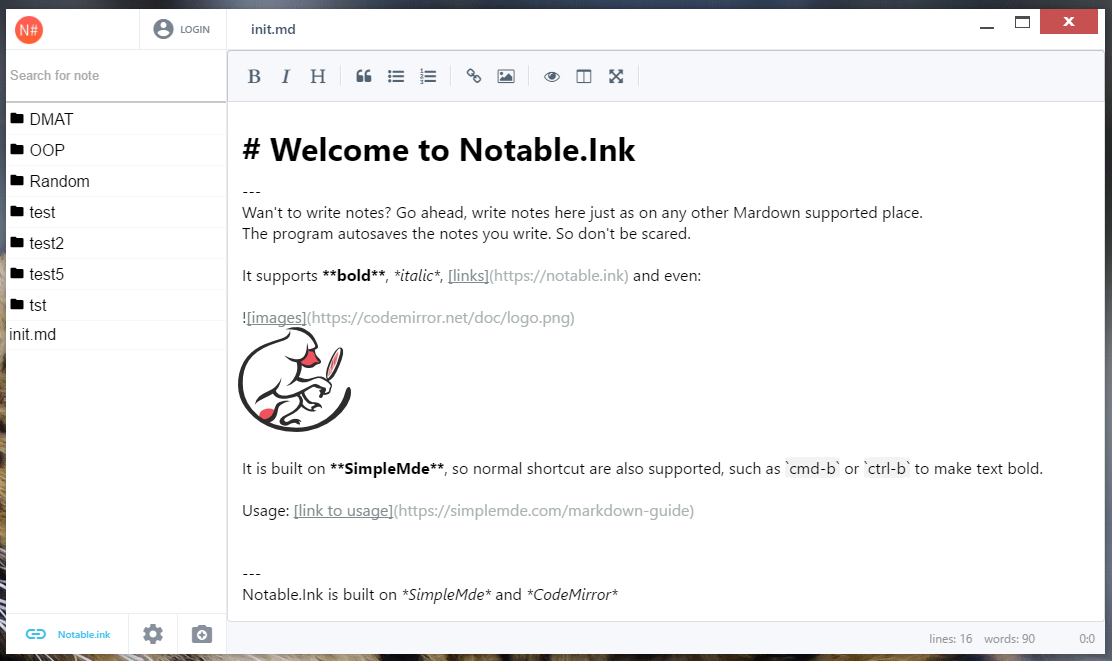 N#
LOGIN
init.md
X
Search for note
B I H
DMAT
OOP
Random
test
test2
test5
tst
init.md
# Welcome to Notable.Ink
---
Wan't to write notes? Go ahead, write notes here just as on any other Mardown supported place.
The program autosaves the notes you write. So don't be scared.
It supports **bold**, *italic*, [links](https://notable.ink) and even:
![images](https://codemirror.net/doc/logo.png)
It is built on **SimpleMde**, so normal shortcut are also supported, such as `cmd-b` or `ctrl-b` to make text bold.
Usage: [link to usage](https://simplemde.com/markdown-guide)
---
Notable.Ink is built on *SimpleMde* and *CodeMirror*
Notable.ink
lines: 16 words: 90 0:0